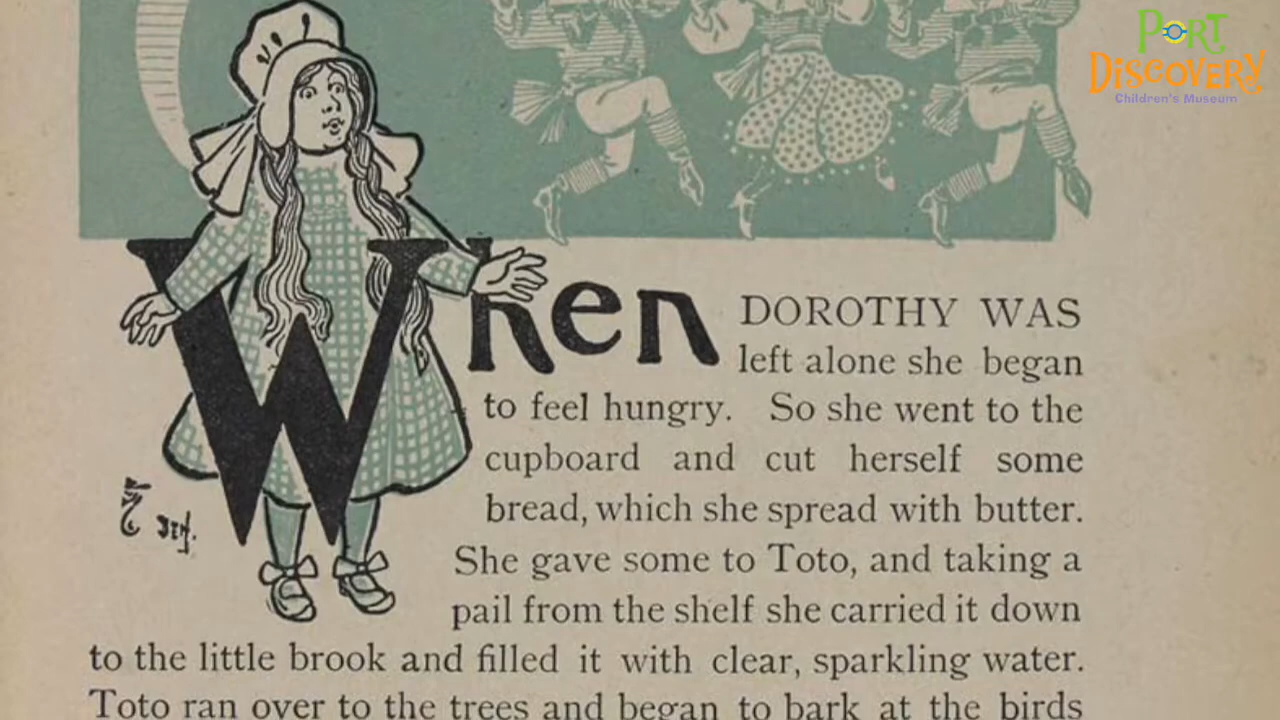 PORT
DISCOVERY
Children's Museum
When DOROTHY WAS
left alone she began
to feel hungry. So she went to the
cupboard and cut herself some
bread, which she spread with butter.
She gave some to Toto, and taking a
pail from the shelf she carried it down
to the little brook and filled it with clear, sparkling water.
Toto ran over to the trees and began to bark at the birds
DEN.